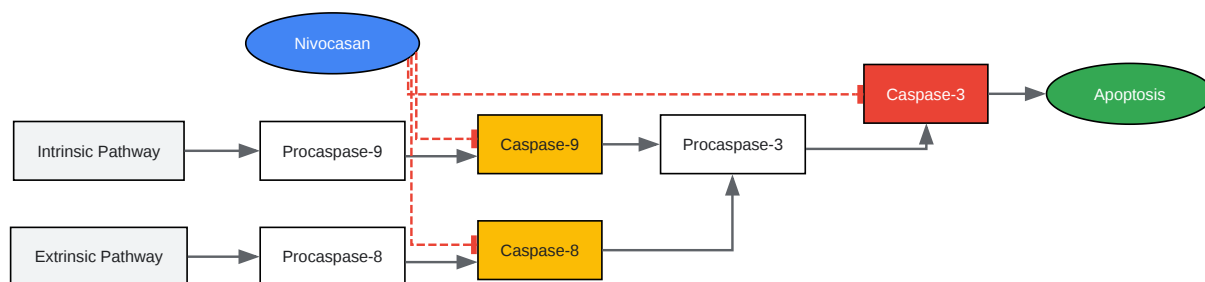 Nivocasan
Caspase-3
Apoptosis
Intrinsic Pathway
Procaspase-9
Caspase-9
Procaspase-3
Extrinsic Pathway
Procaspase-8
Caspase-8